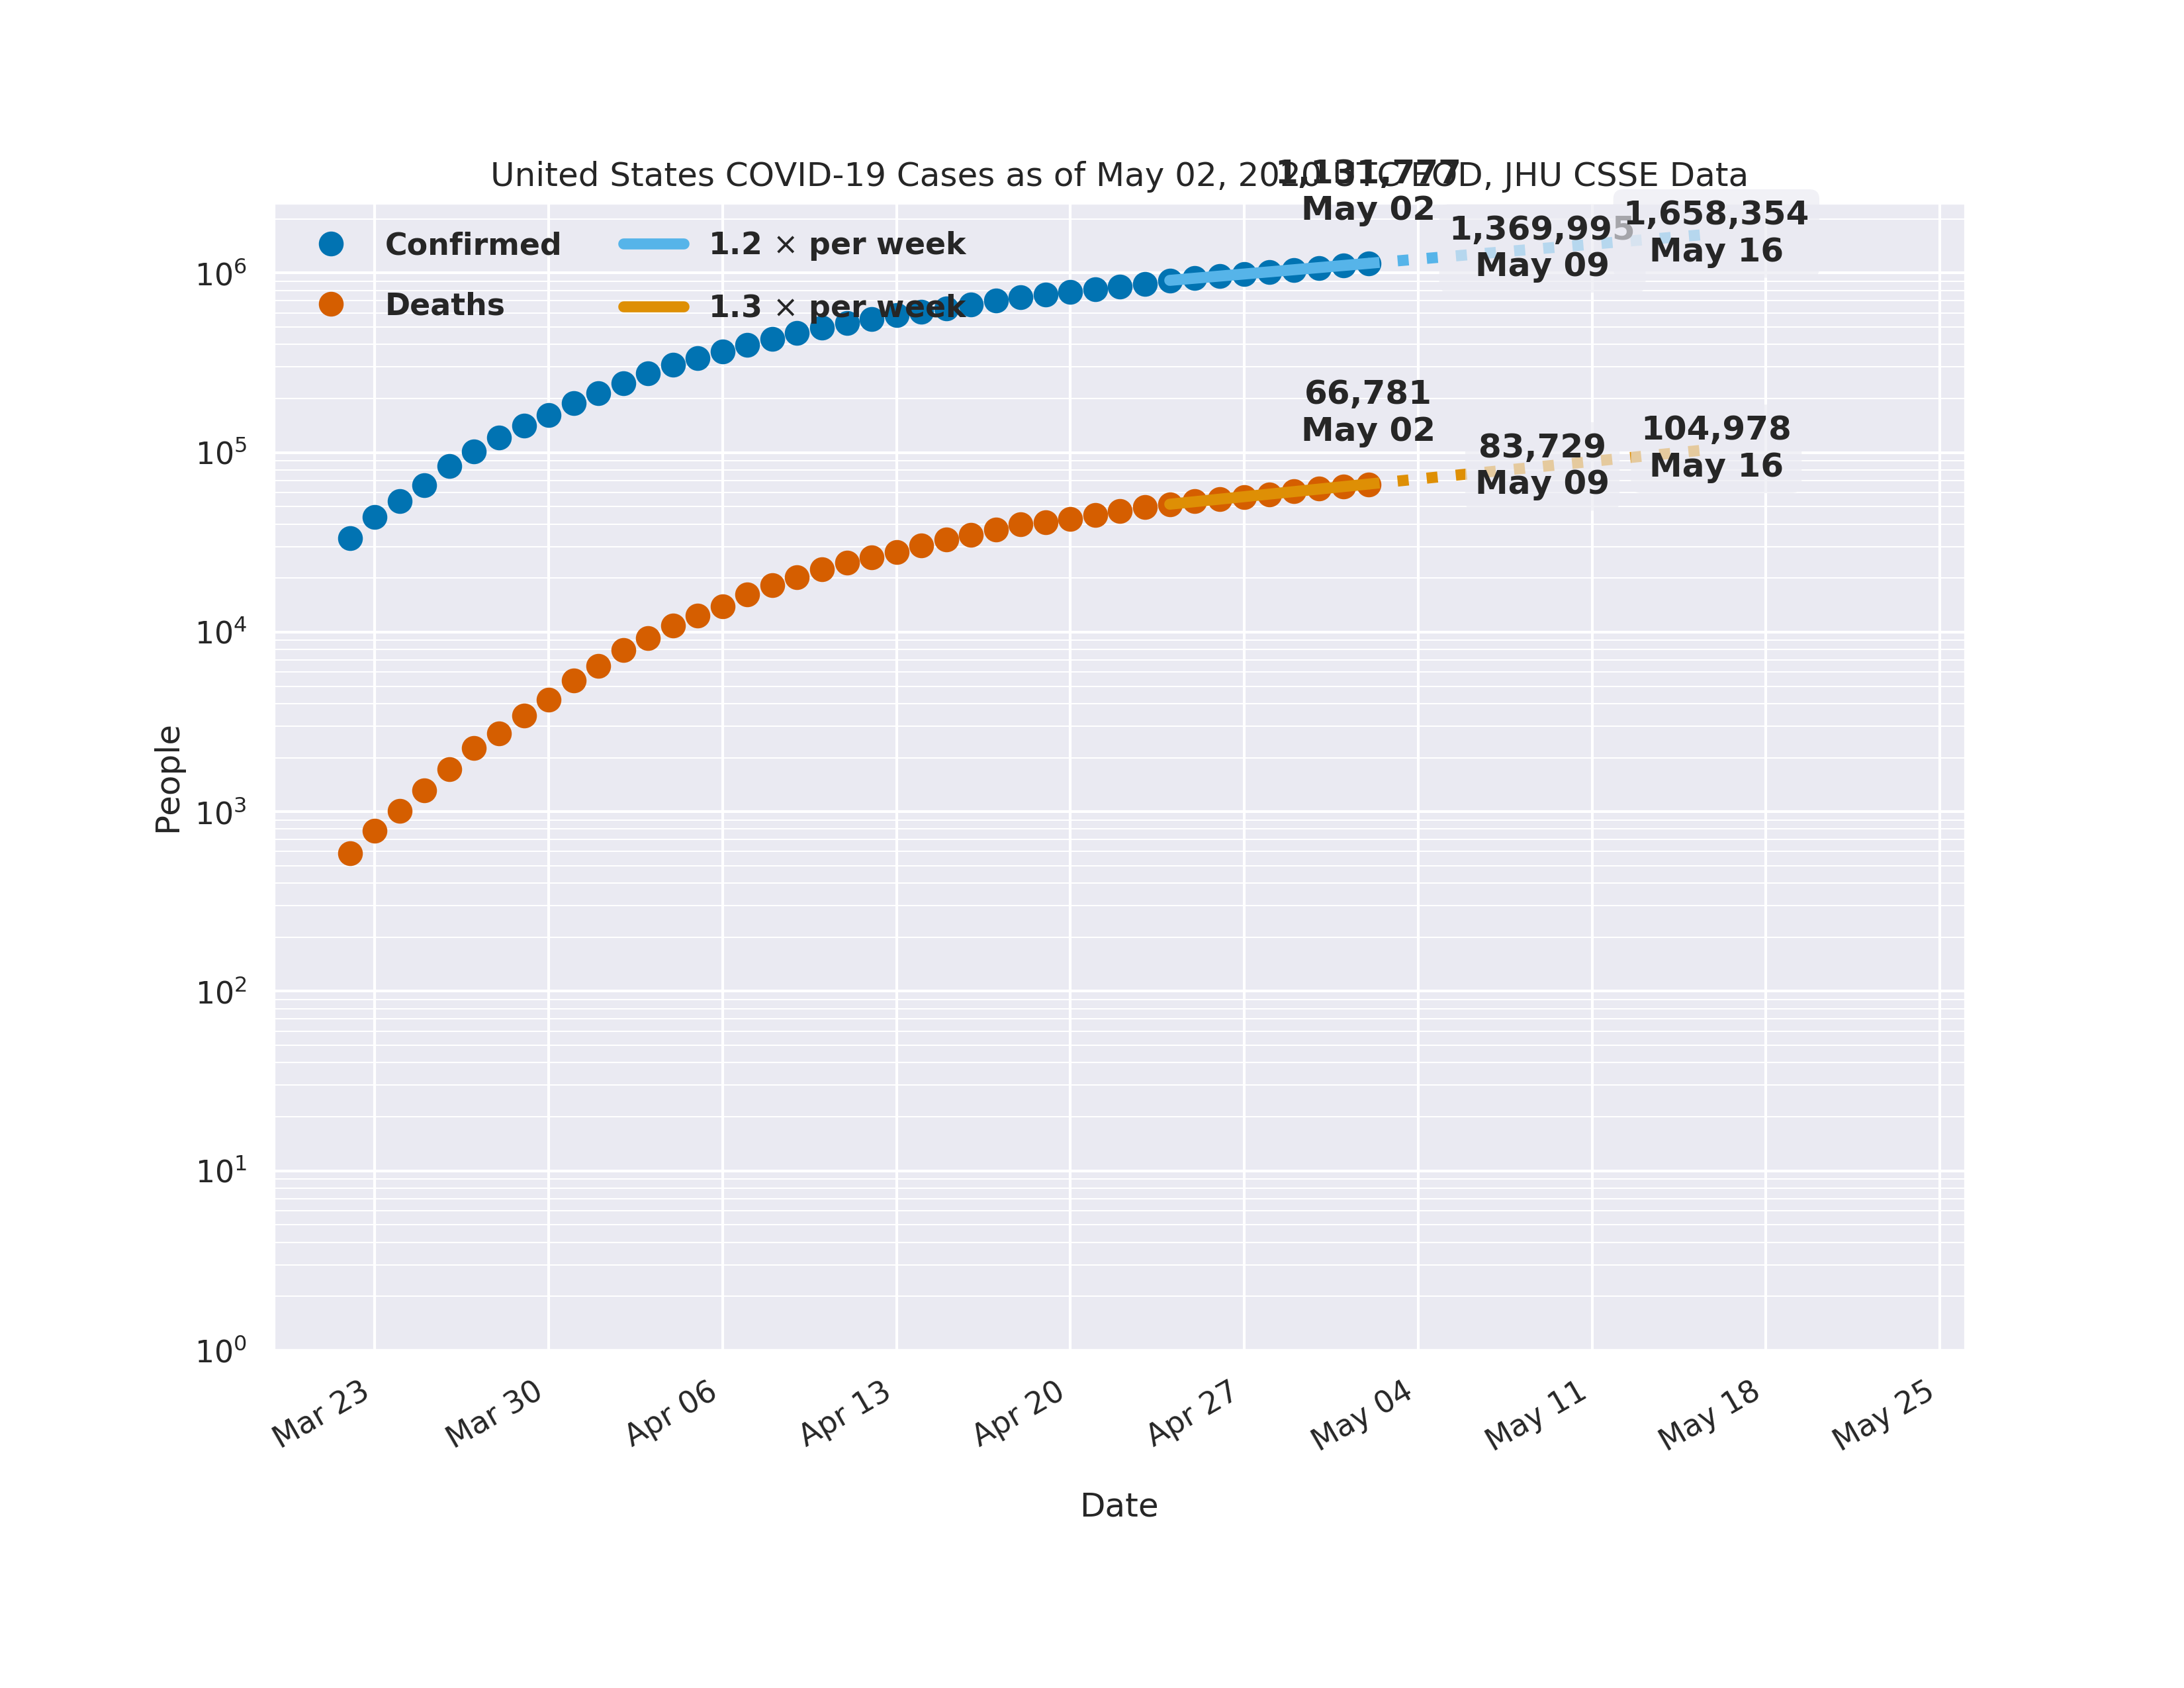 United States COVID-19 Cases as of May 02, 2020 UTC EOD, JHU CSSE Data
1,131,777
May 02
1,369,995
May 09
1,658,354
May 16
Confirmed
Deaths
1.2 × per week
1.3 × per week
66,781
May 02
83,729
May 09
104,978
May 16
People
10⁶
10⁵
10⁴
10³
10²
10¹
10⁰
Mar 23
Mar 30
Apr 06
Apr 13
Apr 20
Apr 27
May 04
May 11
May 18
May 25
Date